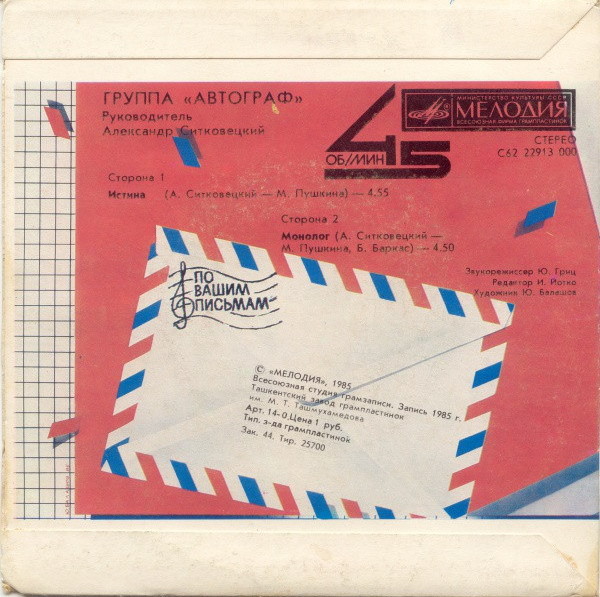 ГРУППА «АВТОГРАФ»
Руководитель
Александр Ситковецкий
45
ОБ/МИН
МИНИСТЕРСТВО КУЛЬТУРЫ СССР
МЕЛОДИЯ
ВСЕСОЮЗНАЯ ФИРМА ГРАМПЛАСТИНОК
СТЕРЕО
С62 22913 000
Сторона 1
Истина (А. Ситковецкий — М. Пушкина) — 4.55
Сторона 2
Монолог (А. Ситковецкий —
М. Пушкина, Б. Баркас) — 4.50
Звукорежиссер Ю. Гриц
Редактор И. Йотко
Художник Ю. Балашов
ПО
ВАШИМ
ПИСЬМАМ
© «МЕЛОДИЯ», 1985
Всесоюзная студия грамзаписи. Запись 1985 г.
Ташкентский завод грампластинок
им. М. Т. Ташмухамедова
Арт. 14-0. Цена 1 руб.
Тип. з-да грампластинок
Зак. 44. Тир. 25700